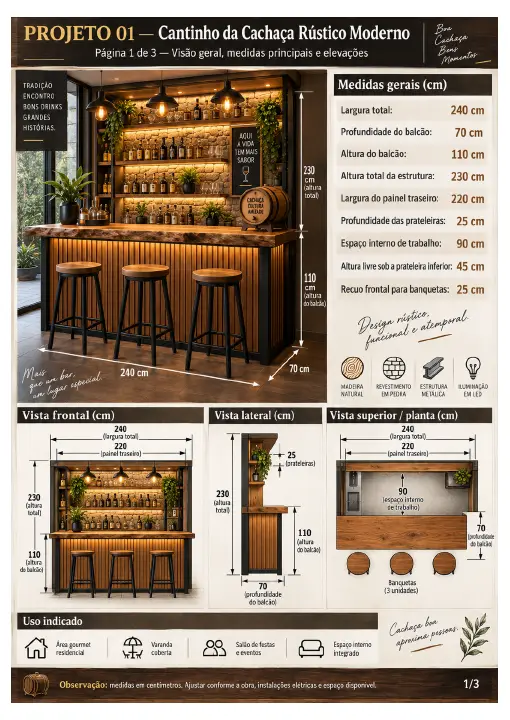 PROJETO 01 — Cantinho da Cachaça Rústico Moderno
Página 1 de 3 — Visão geral, medidas principais e elevações
Boa
Cachaça
Bons
Momentos
TRADIÇÃO
ENCONTRO
BONS DRINKS
GRANDES
HISTÓRIAS.
AQUI
A VIDA
TEM MAIS
SABOR
CACHAÇA
CULTURA
230
cm
(altura
total)
110
cm
(altura
do balcão)
240 cm
70 cm
Mais
que um bar,
um lugar especial.
Medidas gerais (cm)
Largura total: 240 cm
Profundidade do balcão: 70 cm
Altura do balcão: 110 cm
Altura total da estrutura: 230 cm
Largura do painel traseiro: 220 cm
Profundidade das prateleiras: 25 cm
Espaço interno de trabalho: 90 cm
Altura livre sob a prateleira inferior: 45 cm
Recuo frontal para banquetas: 25 cm
Design rústico,
funcional e atemporal.
MADEIRA
NATURAL
REVESTIMENTO
EM PEDRA
ESTRUTURA
METÁLICA
ILUMINAÇÃO
EM LED
Vista frontal (cm)
240
(largura total)
220
(painel traseiro)
230
(altura
total)
110
(altura
do balcão)
Vista lateral (cm)
25
(prateleiras)
230
(altura
total)
110
(altura
do balcão)
70
(profundidade
do balcão)
Vista superior / planta (cm)
240
(largura total)
220
(painel traseiro)
90
(espaço interno
de trabalho)
70
(profundidade
do balcão)
Banquetas
(3 unidades)
Uso indicado
Área gourmet
residencial
Varanda
coberta
Salão de festas
e eventos
Espaço interno
integrado
Cachaça boa
aproxima pessoas.
Observação: medidas em centímetros. Ajustar conforme a obra, instalações elétricas e espaço disponível.
1/3